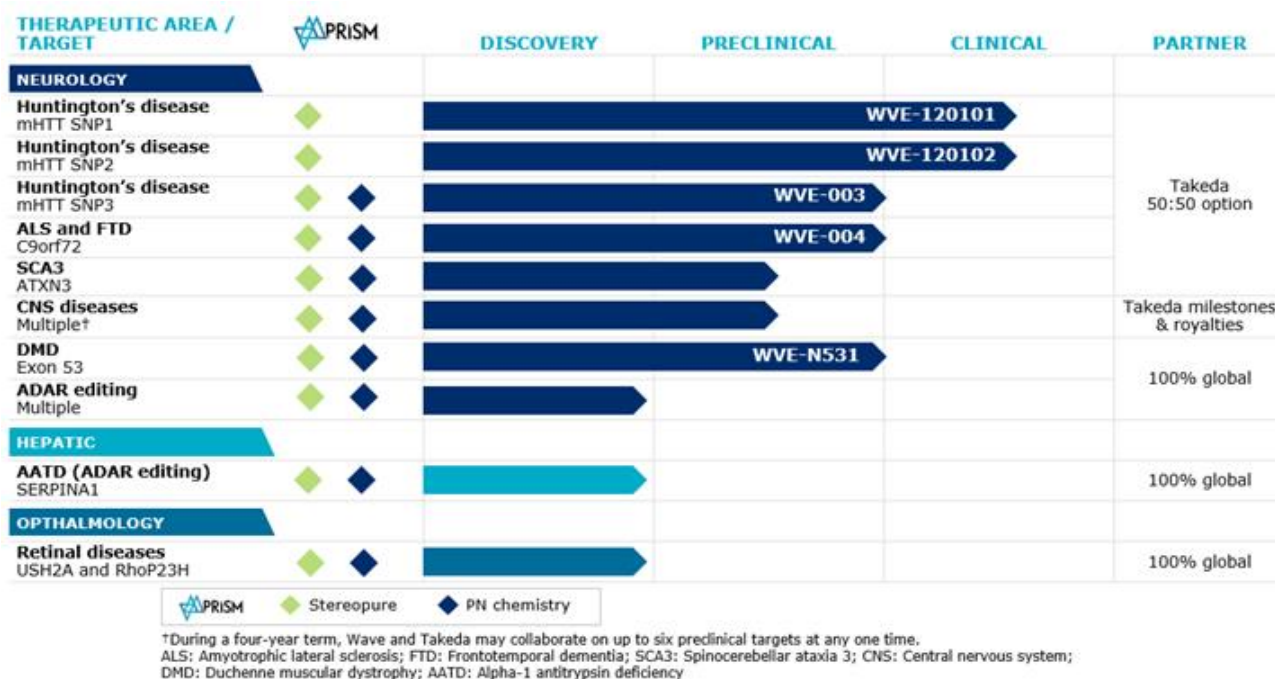 THERAPEUTIC AREA /
TARGET
PRISM
DISCOVERY
PRECLINICAL
CLINICAL
PARTNER
NEUROLOGY
Huntington's disease
mHTT SNP1
WVE-120101
Huntington's disease
mHTT SNP2
WVE-120102
Huntington's disease
mHTT SNP3
WVE-003
Takeda
50:50 option
ALS and FTD
C9orf72
WVE-004
SCA3
ATXN3
CNS diseases
Multiple†
Takeda milestones
& royalties
DMD
Exon 53
WVE-N531
100% global
ADAR editing
Multiple
HEPATIC
AATD (ADAR editing)
SERPINA1
100% global
OPTHALMOLOGY
Retinal diseases
USH2A and RhoP23H
100% global
PRISM Stereopure PN chemistry
†During a four-year term, Wave and Takeda may collaborate on up to six preclinical targets at any one time.
ALS: Amyotrophic lateral sclerosis; FTD: Frontotemporal dementia; SCA3: Spinocerebellar ataxia 3; CNS: Central nervous system;
DMD: Duchenne muscular dystrophy; AATD: Alpha-1 antitrypsin deficiency